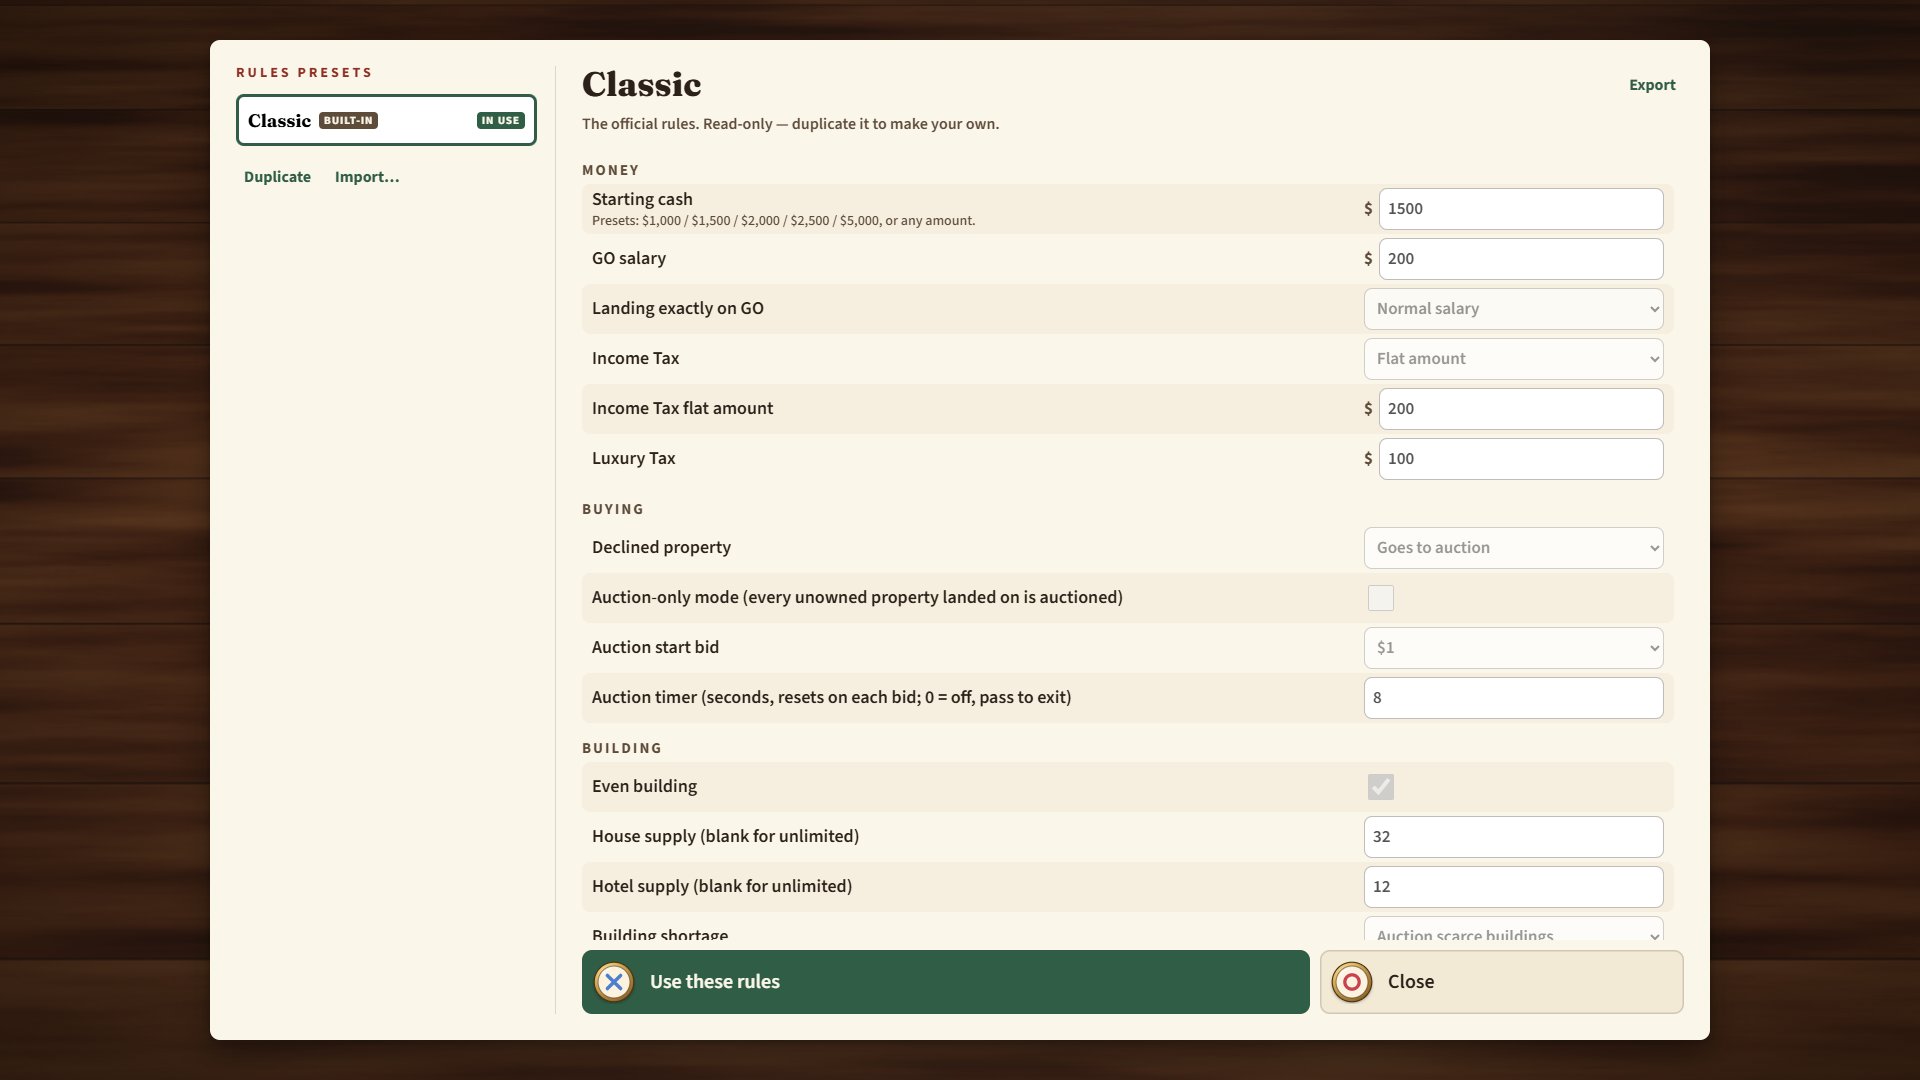 RULES PRESETS
Classic BUILT-IN IN USE
Duplicate Import...
Classic
Export
The official rules. Read-only — duplicate it to make your own.
MONEY
Starting cash
Presets: $1,000 / $1,500 / $2,000 / $2,500 / $5,000, or any amount.
$ 1500
GO salary
$ 200
Landing exactly on GO
Normal salary
Income Tax
Flat amount
Income Tax flat amount
$ 200
Luxury Tax
$ 100
BUYING
Declined property
Goes to auction
Auction-only mode (every unowned property landed on is auctioned)
Auction start bid
$1
Auction timer (seconds, resets on each bid; 0 = off, pass to exit)
8
BUILDING
Even building
House supply (blank for unlimited)
32
Hotel supply (blank for unlimited)
12
Building shortage
Auction scarce buildings
Use these rules
Close